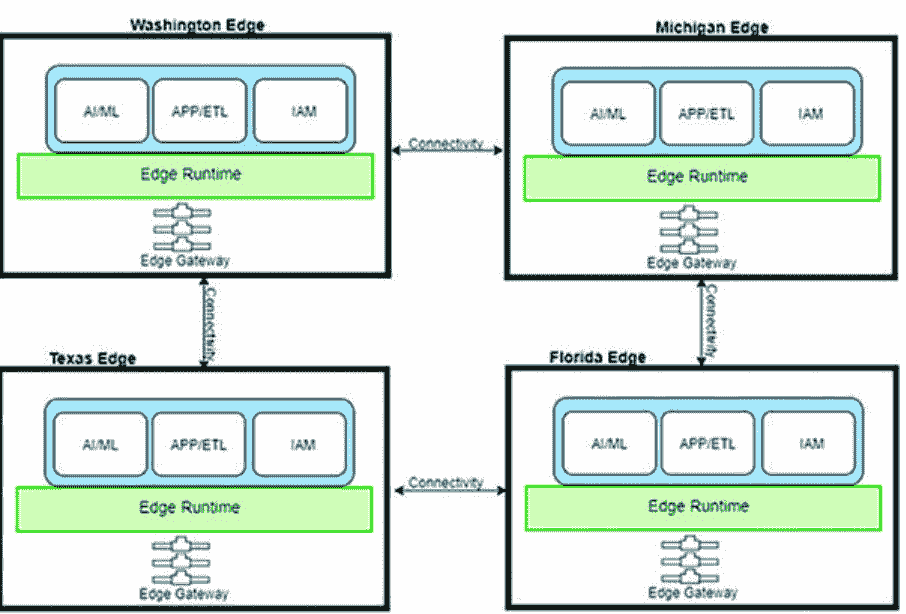 Washington Edge
AI/ML
APP/ETL
IAM
Edge Runtime
Edge Gateway
Connectivity
Michigan Edge
AI/ML
APP/ETL
IAM
Edge Runtime
Edge Gateway
Connectivity
Connectivity
Texas Edge
AI/ML
APP/ETL
IAM
Edge Runtime
Edge Gateway
Connectivity
Florida Edge
AI/ML
APP/ETL
IAM
Edge Runtime
Edge Gateway